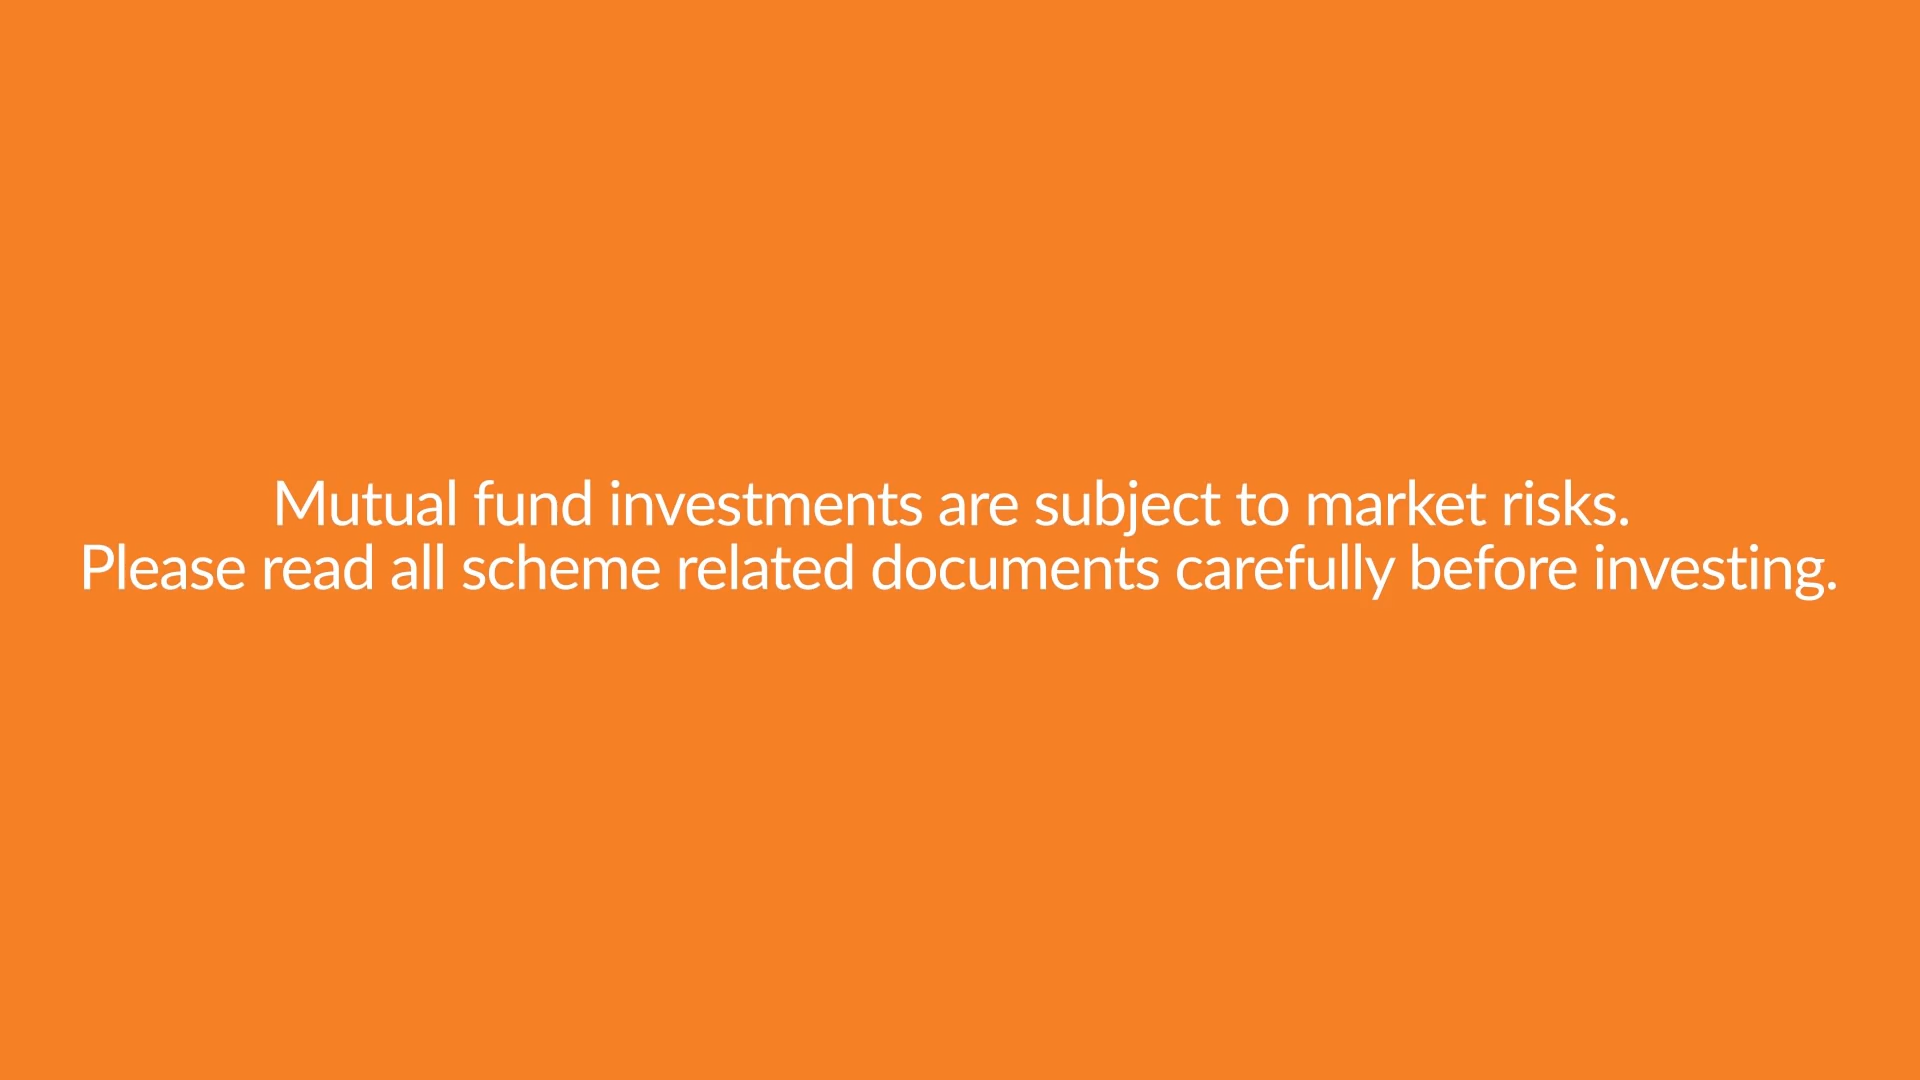 Mutual fund investments are subject to market risks.
Please read all scheme related documents carefully before investing.